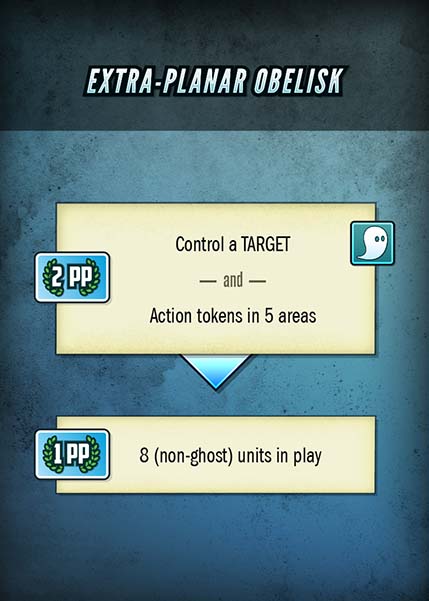 EXTRA-PLANAR OBELISK
Control a TARGET
2 PP
— and —
Action tokens in 5 areas
1 PP
8 (non-ghost) units in play